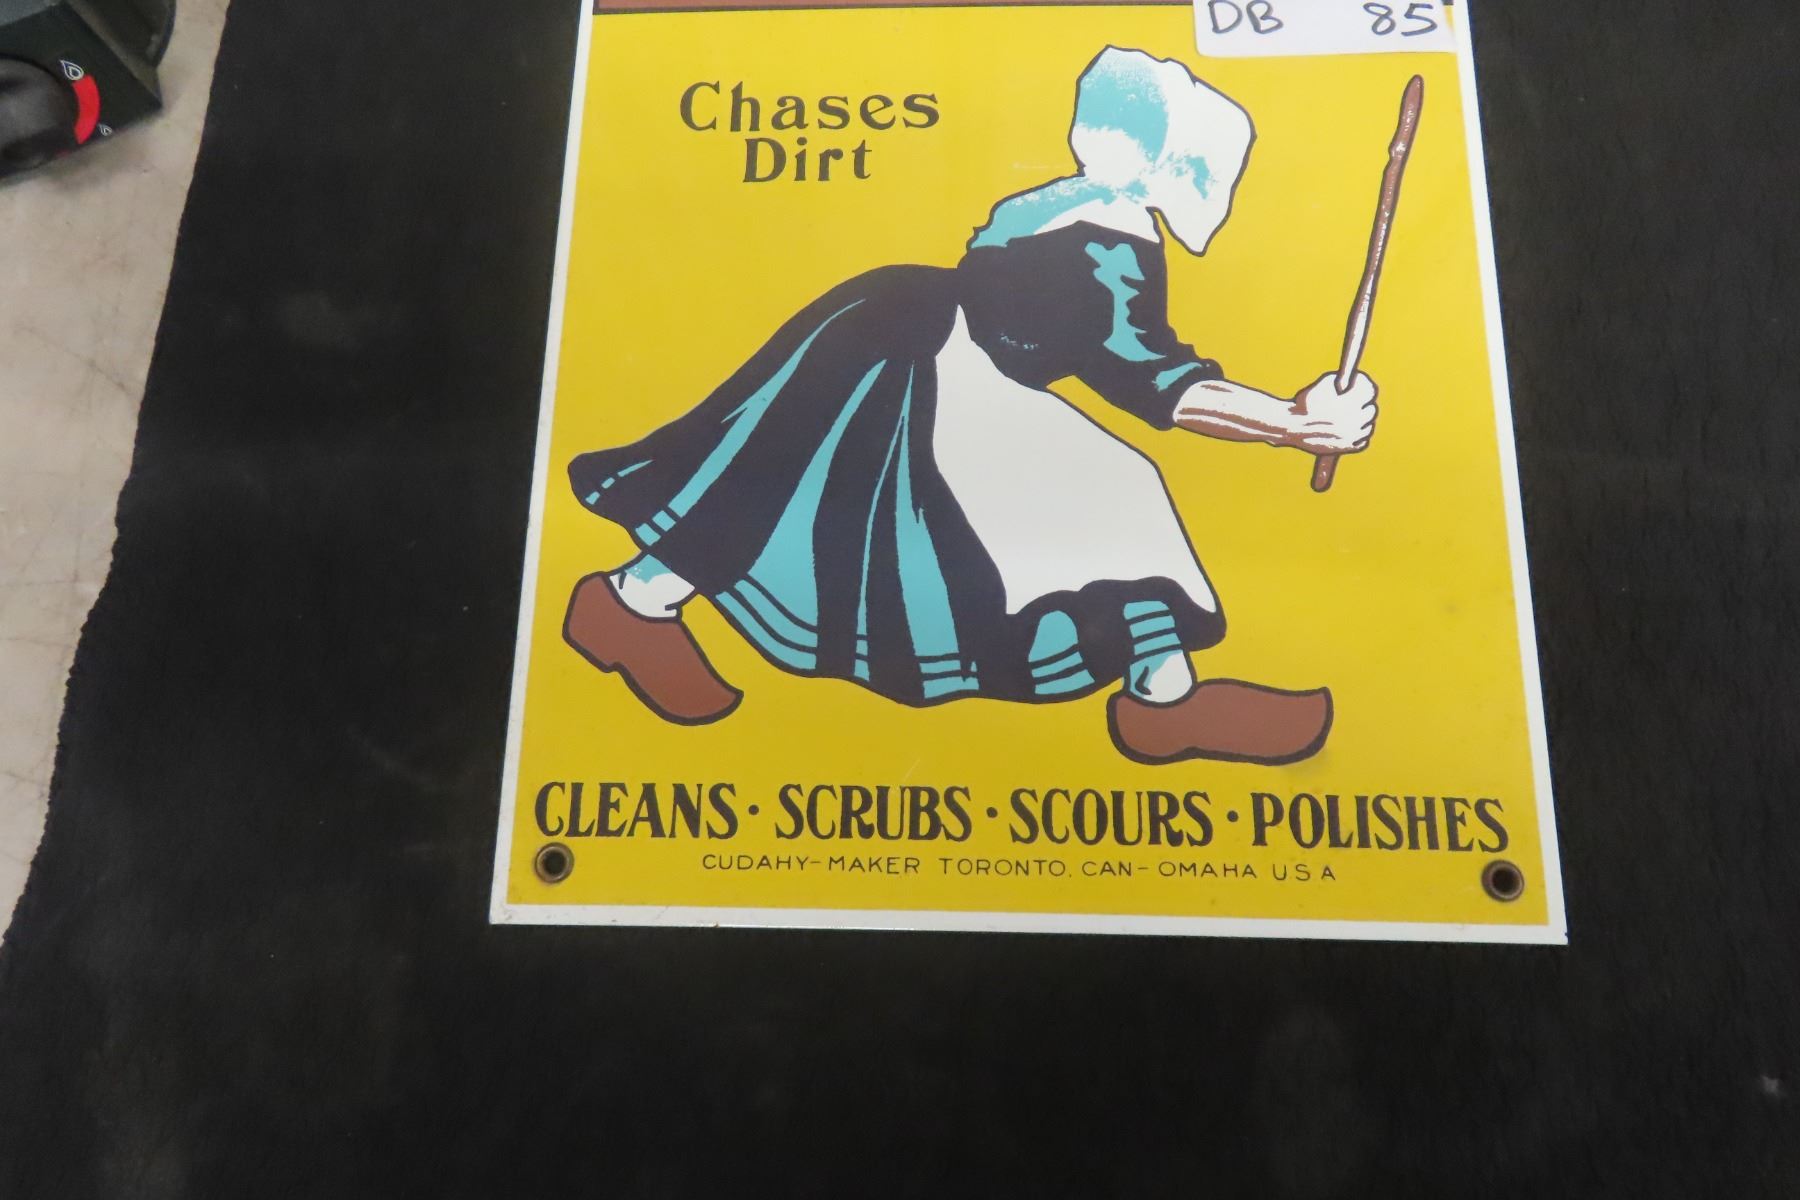 DB 85
Chases
Dirt
CLEANS · SCRUBS · SCOURS · POLISHES
CUDAHY-MAKER TORONTO. CAN- OMAHA U.S A